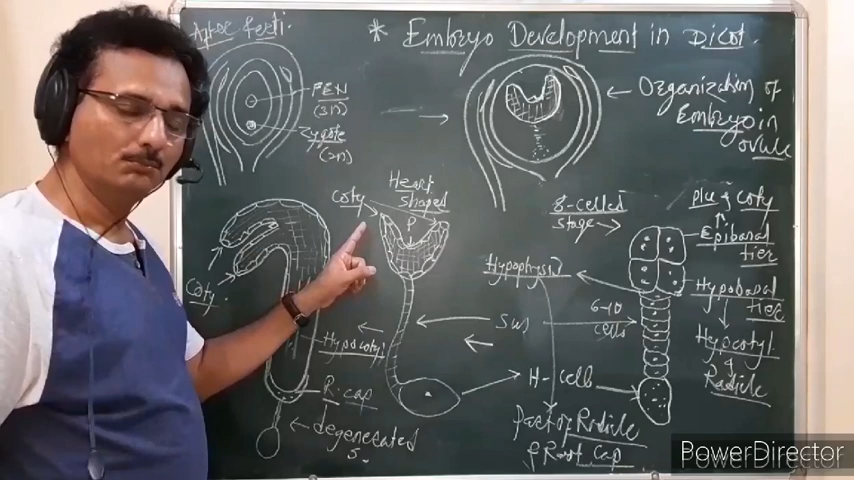 After ferti.
* Embryo Development in Dicot.
PEN
(3n)
Zygote
(2n)
Organization of
Embryo in
ovule
Coty
Heart
shaped
P
8-celled
stage
plu & coty
Epibasal
tier
Hypobasal
tier
Hypocotyl
&
Radicle
Hypophysis
6-10
cells
Sus
H-cell
part of Radicle
& Root cap
Coty.
Hypocotyl
R. cap
degenerated
S.
PowerDirector